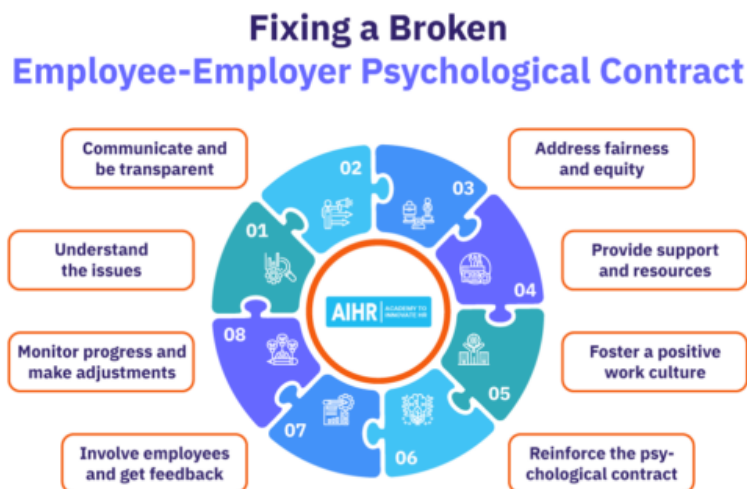 Fixing a Broken
Employee-Employer Psychological Contract
Communicate and
be transparent
Address fairness
and equity
Understand
the issues
Provide support
and resources
Monitor progress and
make adjustments
Foster a positive
work culture
Involve employees
and get feedback
Reinforce the psy-
chological contract
01
02
03
04
05
06
07
08
AIHR
ACADEMY TO
INNOVATE HR